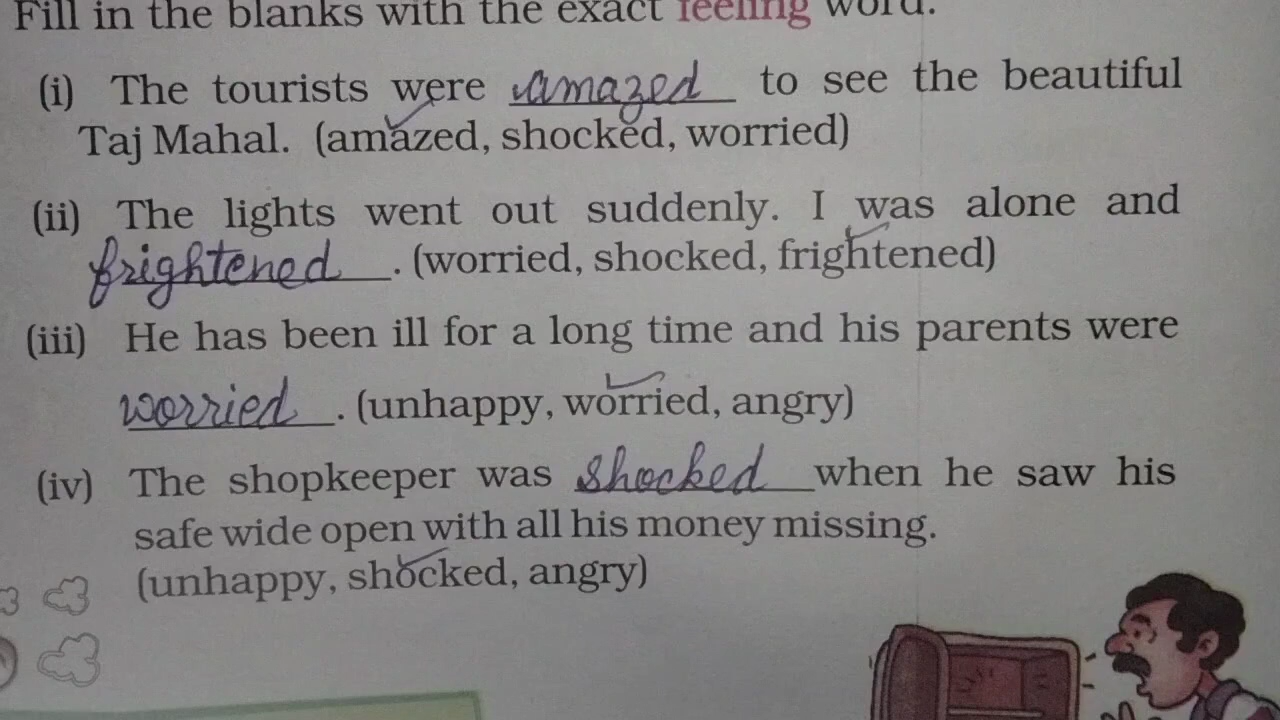 Fill in the blanks with the exact feeling word.
(i) The tourists were amazed to see the beautiful
Taj Mahal. (amazed, shocked, worried)
(ii) The lights went out suddenly. I was alone and
frightened. (worried, shocked, frightened)
(iii) He has been ill for a long time and his parents were
worried. (unhappy, worried, angry)
(iv) The shopkeeper was shocked when he saw his
safe wide open with all his money missing.
(unhappy, shocked, angry)